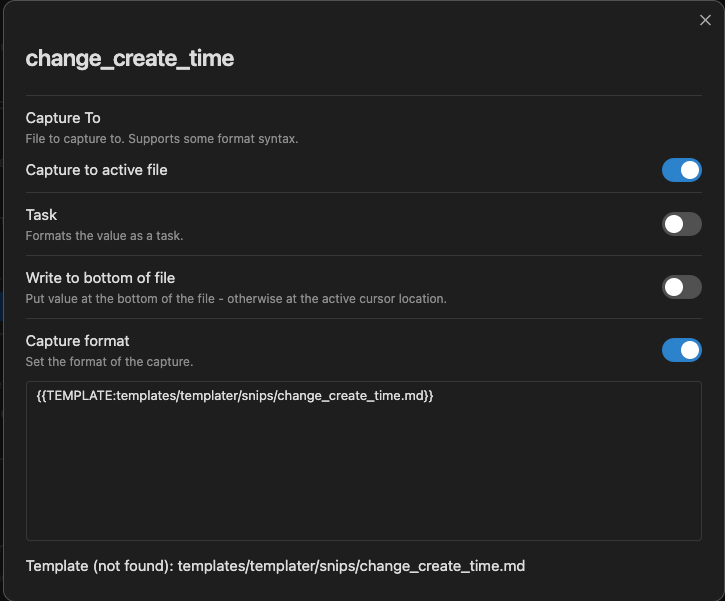 change_create_time
Capture To
File to capture to. Supports some format syntax.
Capture to active file
Task
Formats the value as a task.
Write to bottom of file
Put value at the bottom of the file - otherwise at the active cursor location.
Capture format
Set the format of the capture.
{{TEMPLATE:templates/templater/snips/change_create_time.md}}
Template (not found): templates/templater/snips/change_create_time.md